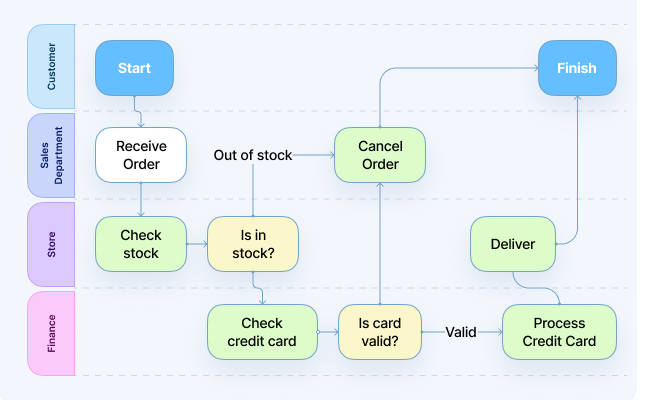 Customer
Start
Finish
Sales
Department
Receive
Order
Out of stock
Cancel
Order
Store
Check
stock
Is in
stock?
Deliver
Finance
Check
credit card
Is card
valid?
Valid
Process
Credit Card